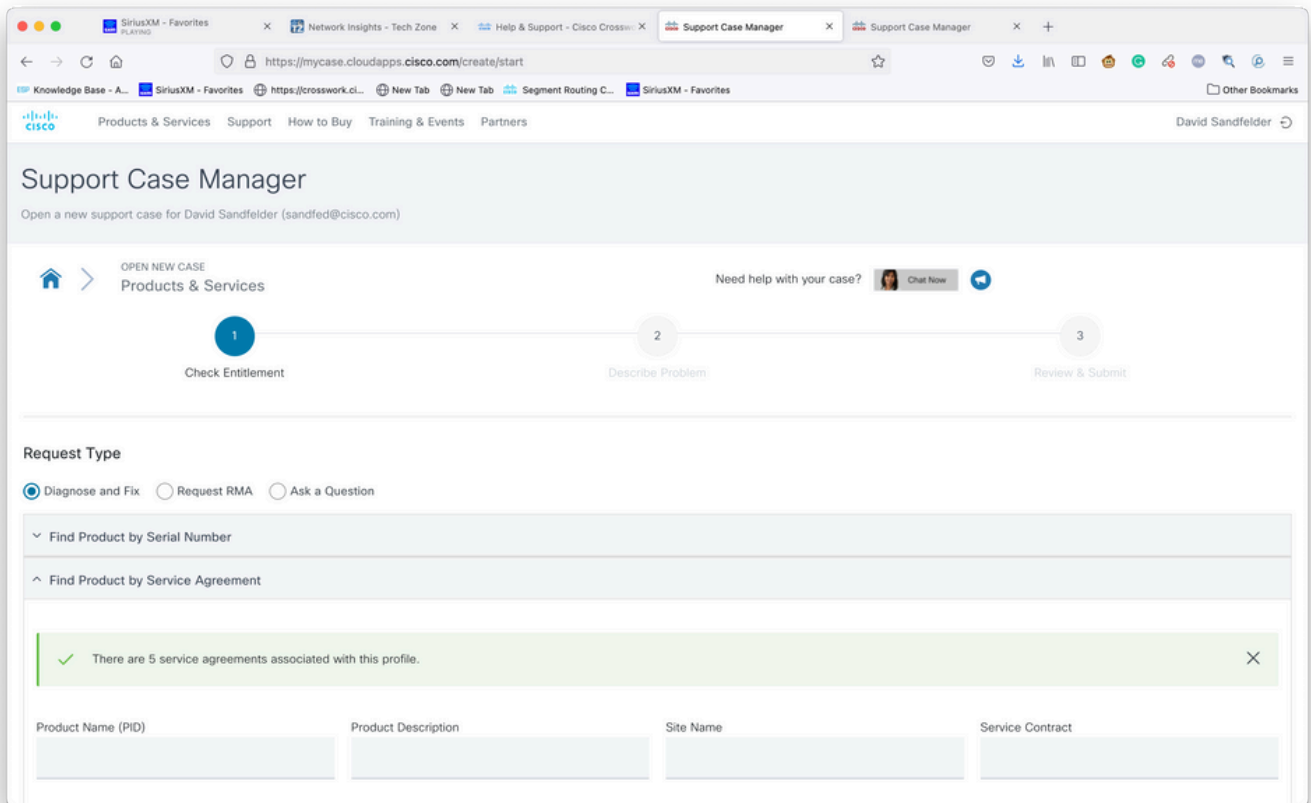 SiriusXM - Favorites
PLAYING
Network Insights - Tech Zone
Help & Support - Cisco Crossw
Support Case Manager
Support Case Manager
https://mycase.cloudapps.cisco.com/create/start
Knowledge Base - A...
SiriusXM - Favorites
https://crosswork.ci...
New Tab
New Tab
Segment Routing C...
SiriusXM - Favorites
Other Bookmarks
CISCO
Products & Services
Support
How to Buy
Training & Events
Partners
David Sandfelder
Support Case Manager
Open a new support case for David Sandfelder (sandfed@cisco.com)
OPEN NEW CASE
Products & Services
Need help with your case?
Chat Now
1
2
3
Check Entitlement
Describe Problem
Review & Submit
Request Type
Diagnose and Fix
Request RMA
Ask a Question
Find Product by Serial Number
Find Product by Service Agreement
There are 5 service agreements associated with this profile.
Product Name (PID)
Product Description
Site Name
Service Contract